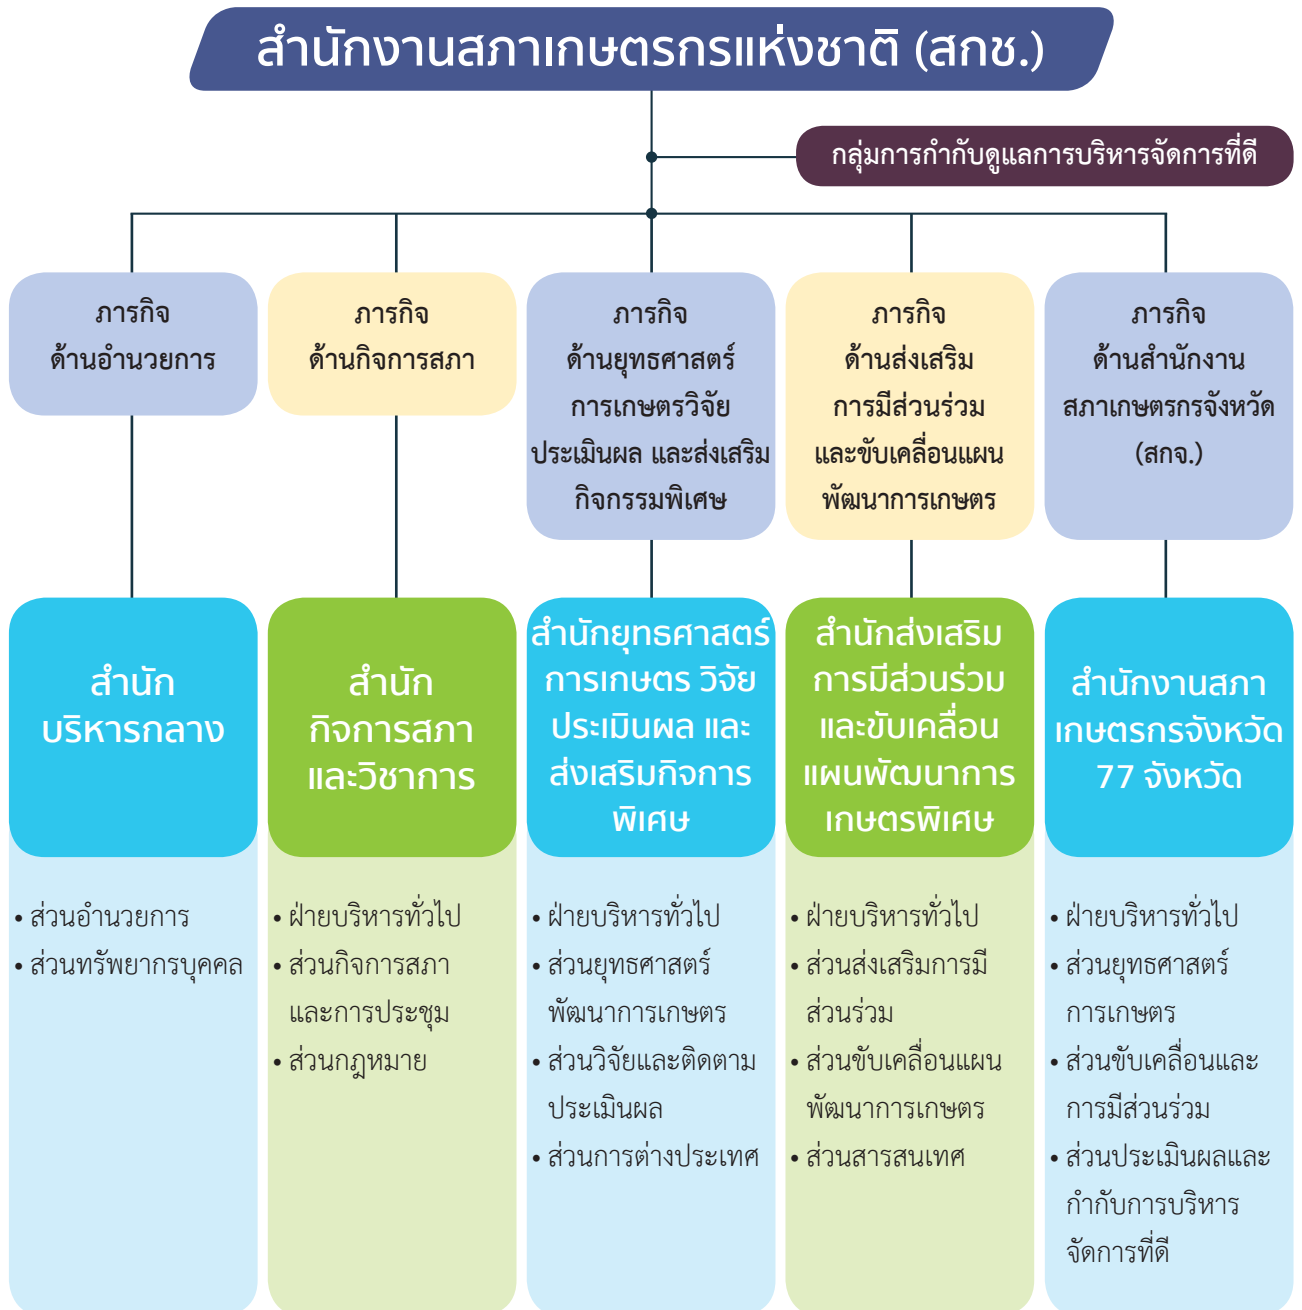 สำนักงานสภาเกษตรกรแห่งชาติ (สกช.)
กลุ่มการกำกับดูแลการบริหารจัดการที่ดี
ภารกิจ
ด้านอำนวยการ
ภารกิจ
ด้านกิจการสภา
ภารกิจ
ด้านยุทธศาสตร์
การเกษตรวิจัย
ประเมินผล และส่งเสริม
กิจกรรมพิเศษ
ภารกิจ
ด้านส่งเสริม
การมีส่วนร่วม
และขับเคลื่อนแผน
พัฒนาการเกษตร
ภารกิจ
ด้านสำนักงาน
สภาเกษตรกรจังหวัด
(สกจ.)
สำนัก
บริหารกลาง
สำนัก
กิจการสภา
และวิชาการ
สำนักยุทธศาสตร์
การเกษตร วิจัย
ประเมินผล และ
ส่งเสริมกิจการ
พิเศษ
สำนักส่งเสริม
การมีส่วนร่วม
และขับเคลื่อน
แผนพัฒนาการ
เกษตรพิเศษ
สำนักงานสภา
เกษตรกรจังหวัด
77 จังหวัด
• ส่วนอำนวยการ
• ส่วนทรัพยากรบุคคล
• ฝ่ายบริหารทั่วไป
• ส่วนกิจการสภา
และการประชุม
• ส่วนกฎหมาย
• ฝ่ายบริหารทั่วไป
• ส่วนยุทธศาสตร์
พัฒนาการเกษตร
• ส่วนวิจัยและติดตาม
ประเมินผล
• ส่วนการต่างประเทศ
• ฝ่ายบริหารทั่วไป
• ส่วนส่งเสริมการมี
ส่วนร่วม
• ส่วนขับเคลื่อนแผน
พัฒนาการเกษตร
• ส่วนสารสนเทศ
• ฝ่ายบริหารทั่วไป
• ส่วนยุทธศาสตร์
การเกษตร
• ส่วนขับเคลื่อนและ
การมีส่วนร่วม
• ส่วนประเมินผลและ
กำกับการบริหาร
จัดการที่ดี